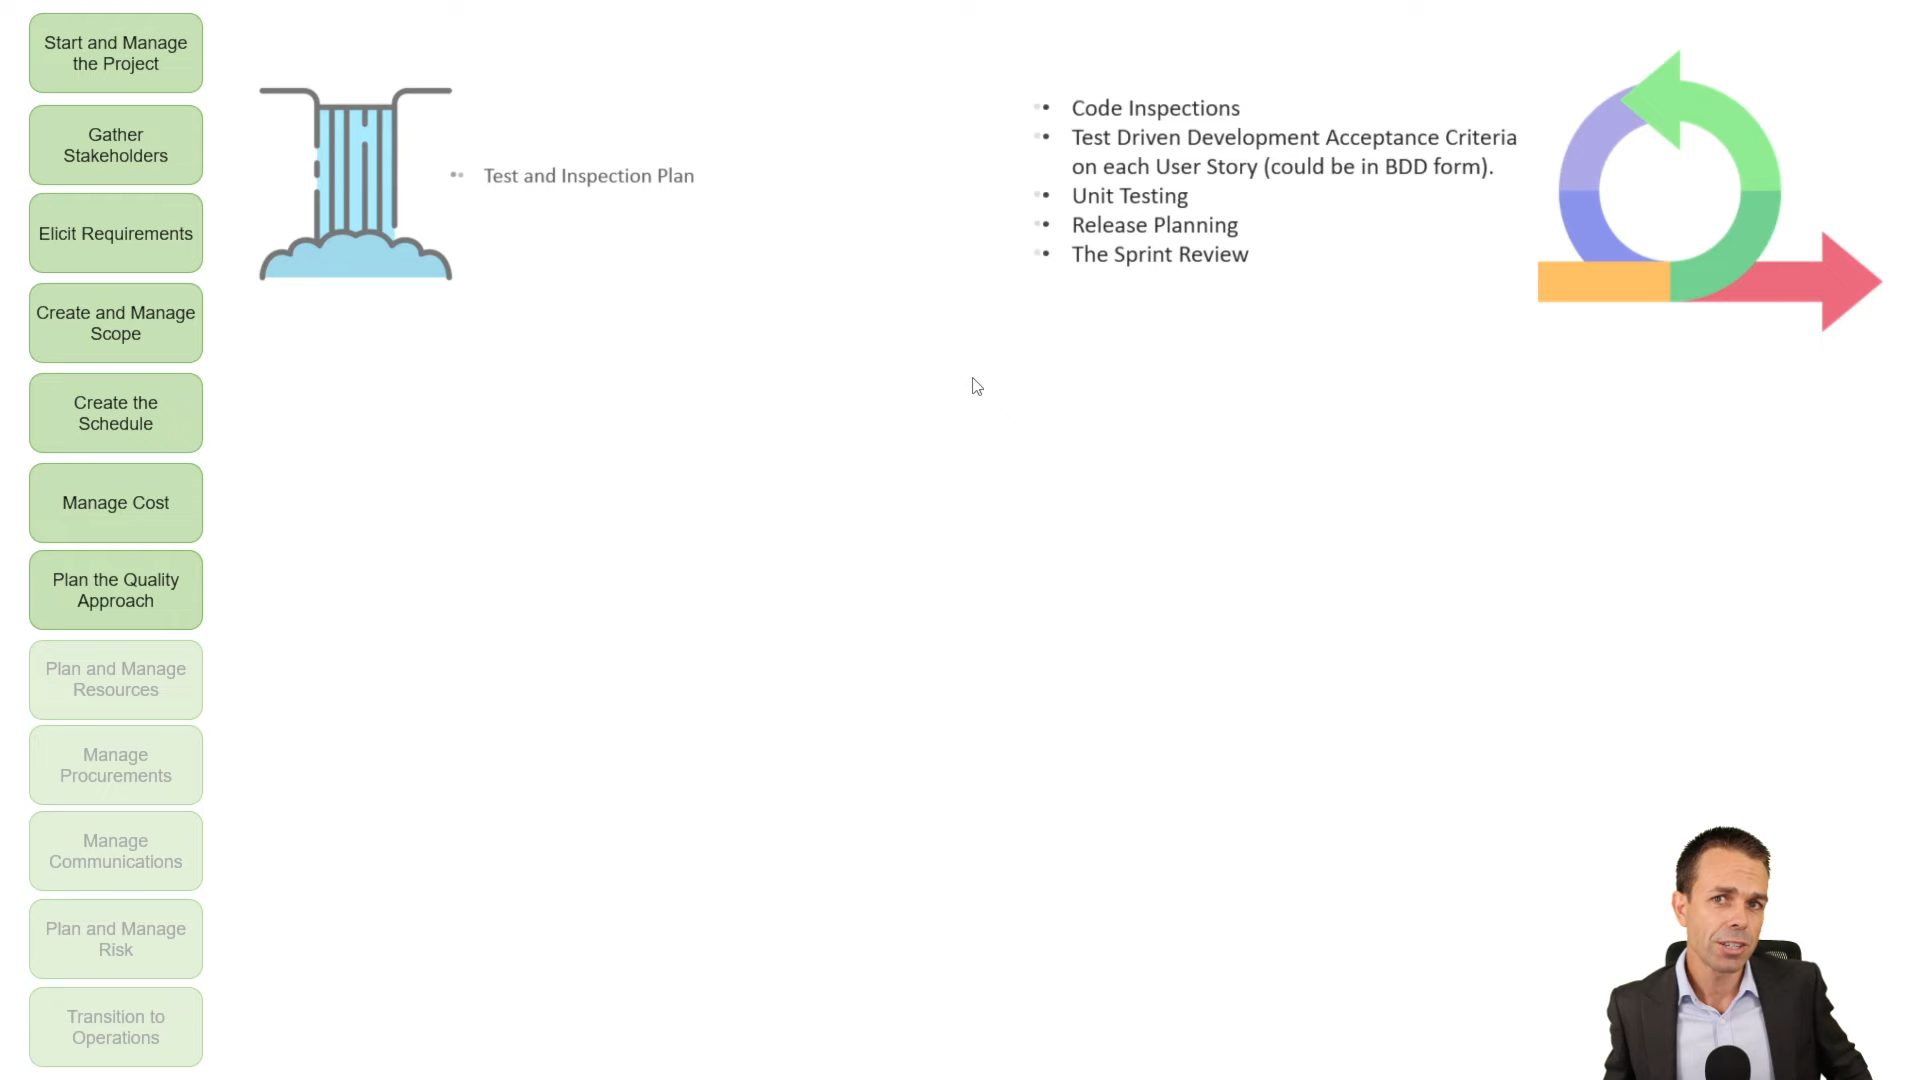 Start and Manage
the Project
Gather
Stakeholders
Elicit Requirements
Create and Manage
Scope
Create the
Schedule
Manage Cost
Plan the Quality
Approach
Plan and Manage
Resources
Manage
Procurements
Manage
Communications
Plan and Manage
Risk
Transition to
Operations
• Test and Inspection Plan
• Code Inspections
• Test Driven Development Acceptance Criteria
on each User Story (could be in BDD form).
• Unit Testing
• Release Planning
• The Sprint Review